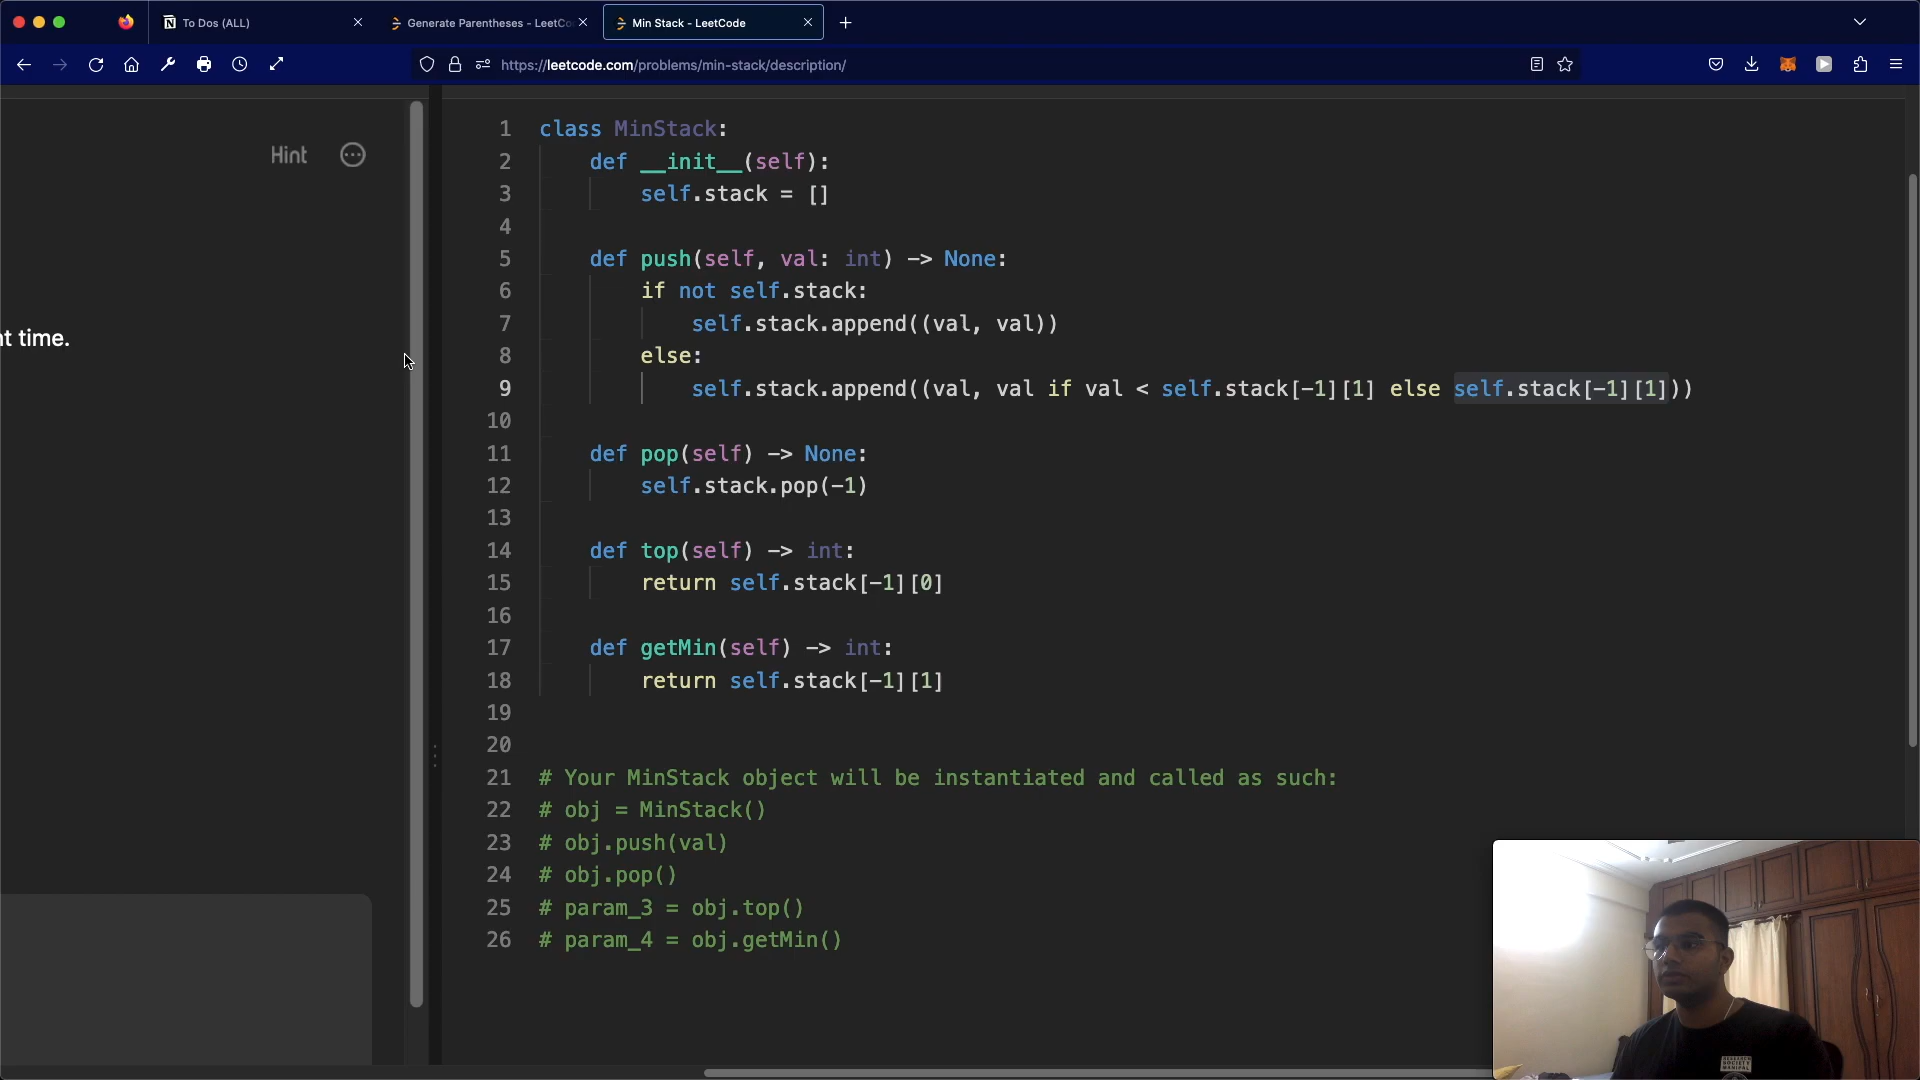 To Dos (ALL)
Generate Parentheses - LeetCo
Min Stack - LeetCode
https://leetcode.com/problems/min-stack/description/
Hint
nt time.
1 class MinStack:
2 def __init__(self):
3 self.stack = []
4
5 def push(self, val: int) -> None:
6 if not self.stack:
7 self.stack.append((val, val))
8 else:
9 self.stack.append((val, val if val < self.stack[-1][1] else self.stack[-1][1]))
10
11 def pop(self) -> None:
12 self.stack.pop(-1)
13
14 def top(self) -> int:
15 return self.stack[-1][0]
16
17 def getMin(self) -> int:
18 return self.stack[-1][1]
19
20
21 # Your MinStack object will be instantiated and called as such:
22 # obj = MinStack()
23 # obj.push(val)
24 # obj.pop()
25 # param_3 = obj.top()
26 # param_4 = obj.getMin()